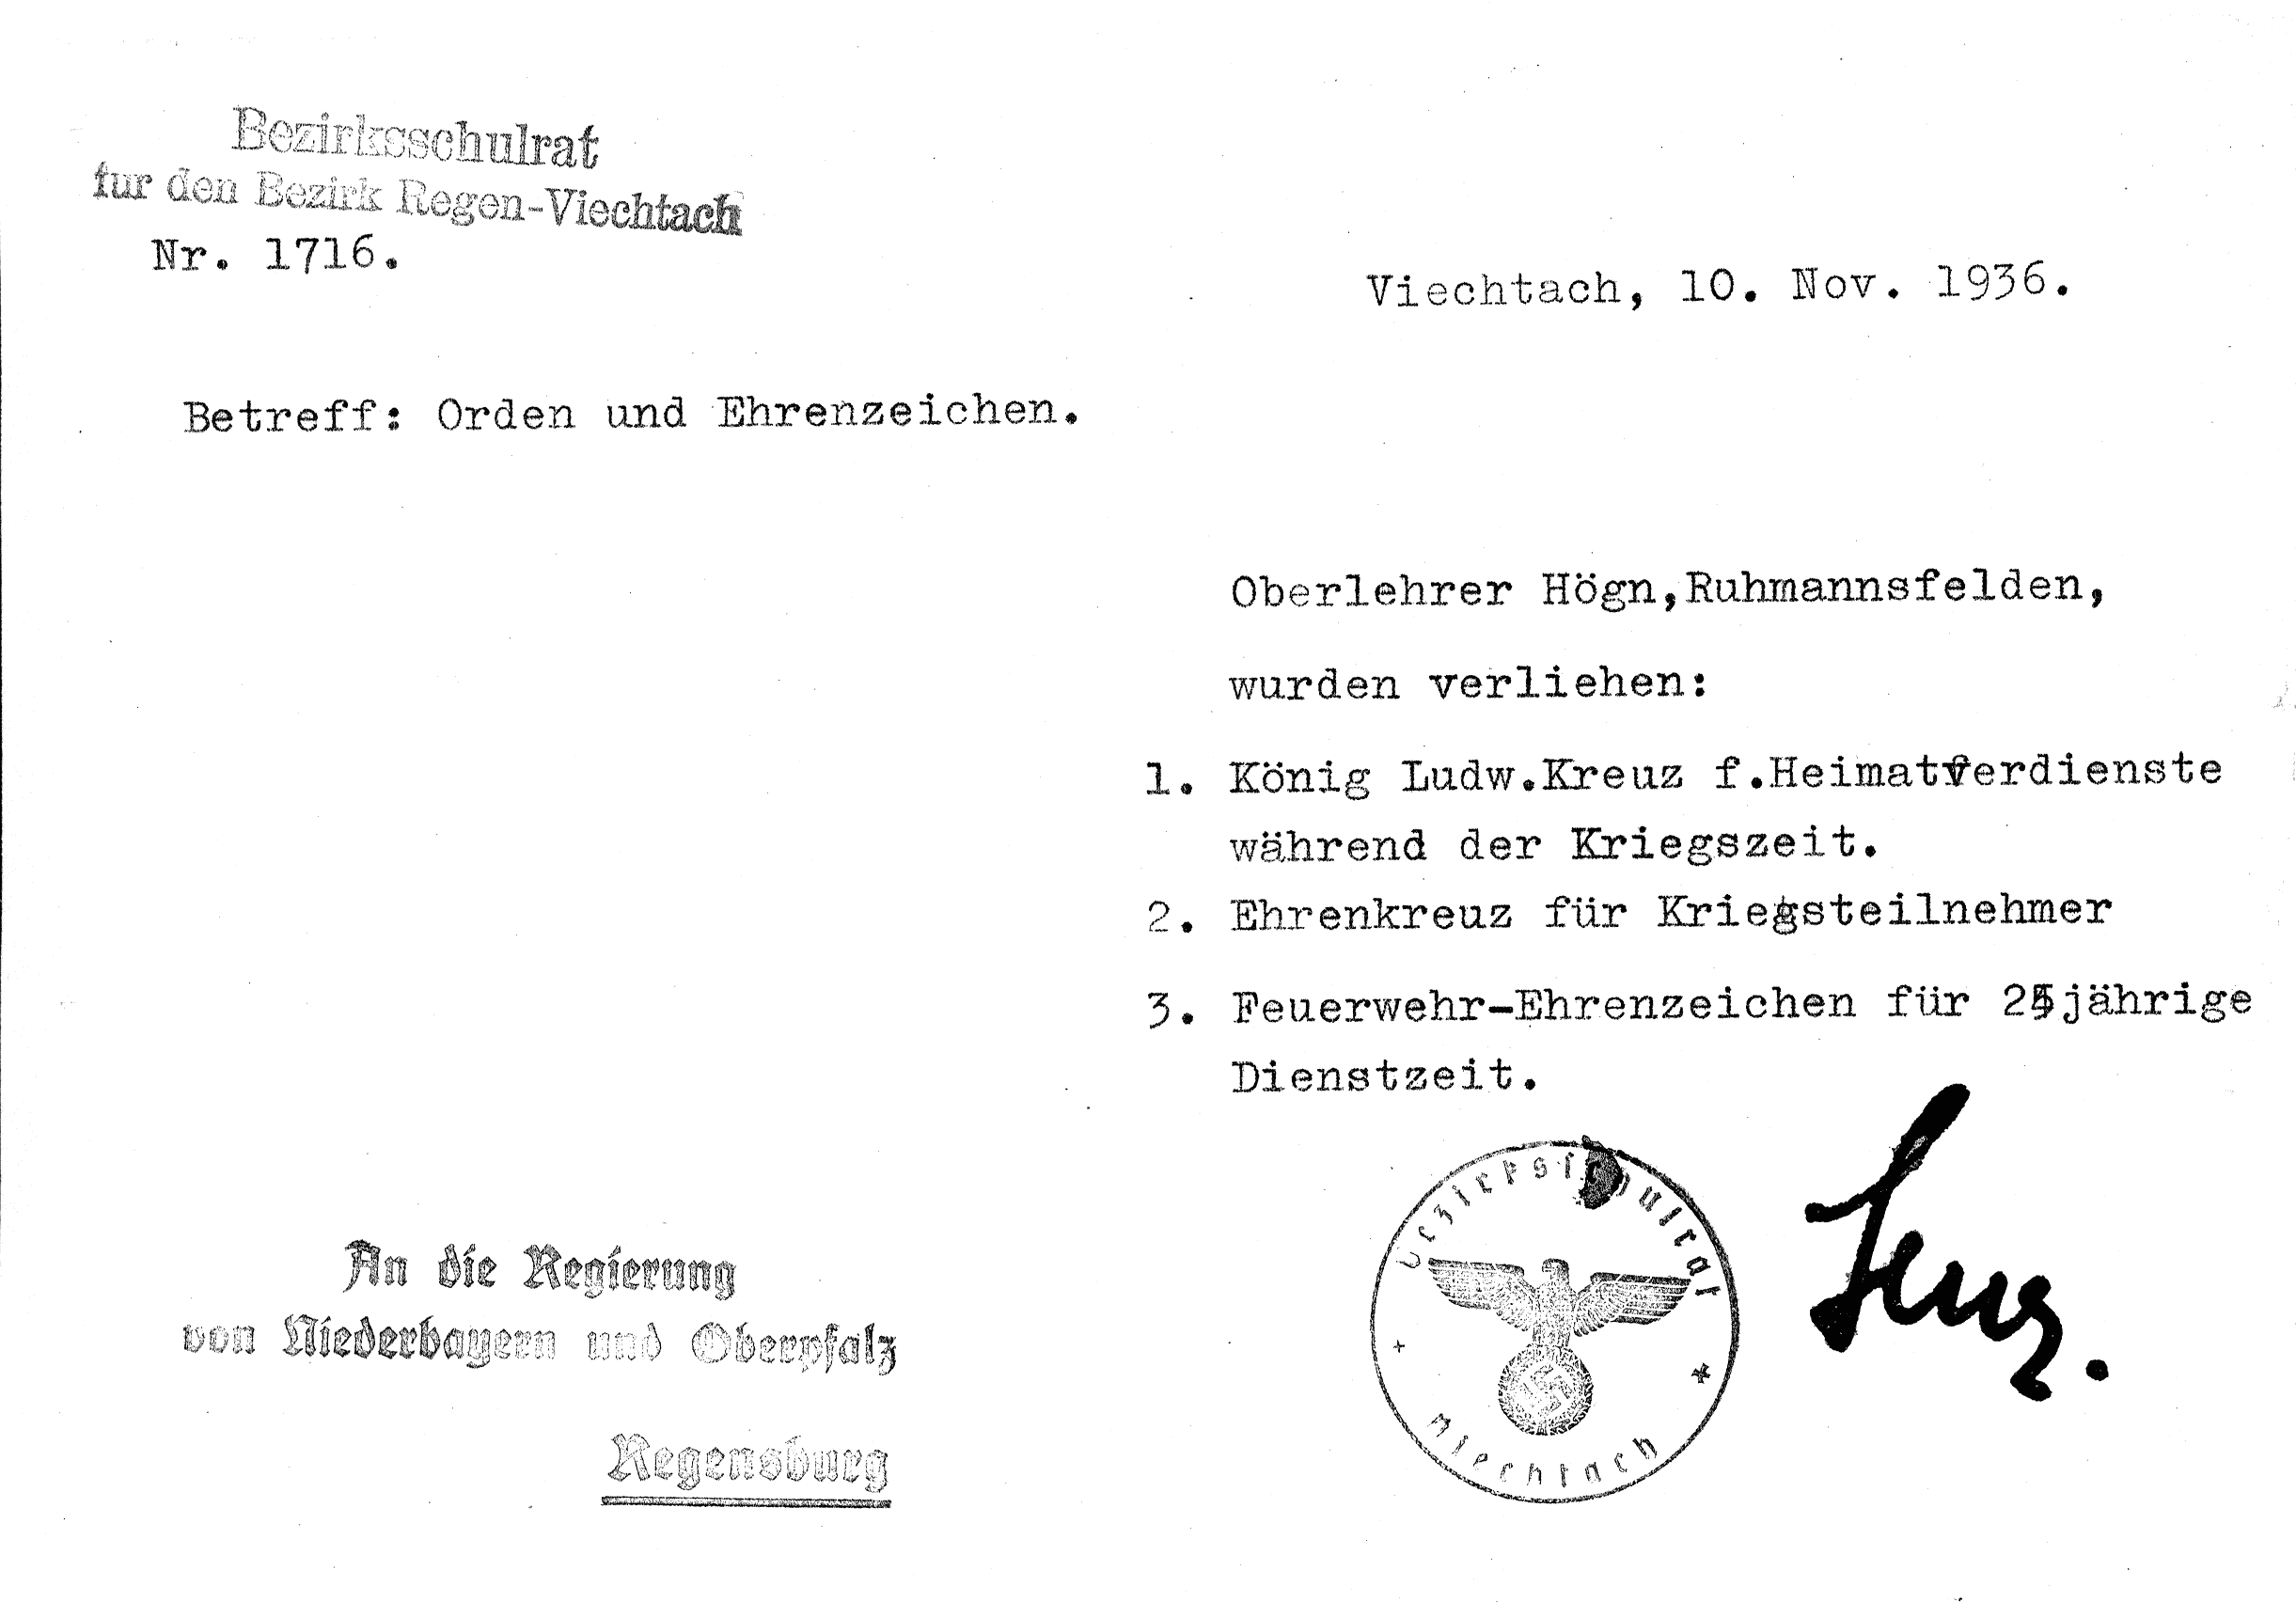 Bezirksschulrat
fur den Bezirk Regen-Viechtach
Nr. 1716.
Viechtach, 10. Nov. 1936.
Betreff: Orden und Ehrenzeichen.
Oberlehrer Högn,Ruhmannsfelden,
wurden verliehen:
1. König Ludw.Kreuz f.Heimatverdienste
während der Kriegszeit.
2. Ehrenkreuz für Kriegsteilnehmer
3. Feuerwehr-Ehrenzeichen für 25jährige
Dienstzeit.
An die Regierung
von Niederbayern und Oberpfalz
Regensburg
Bezirksschulrat
Viechtach